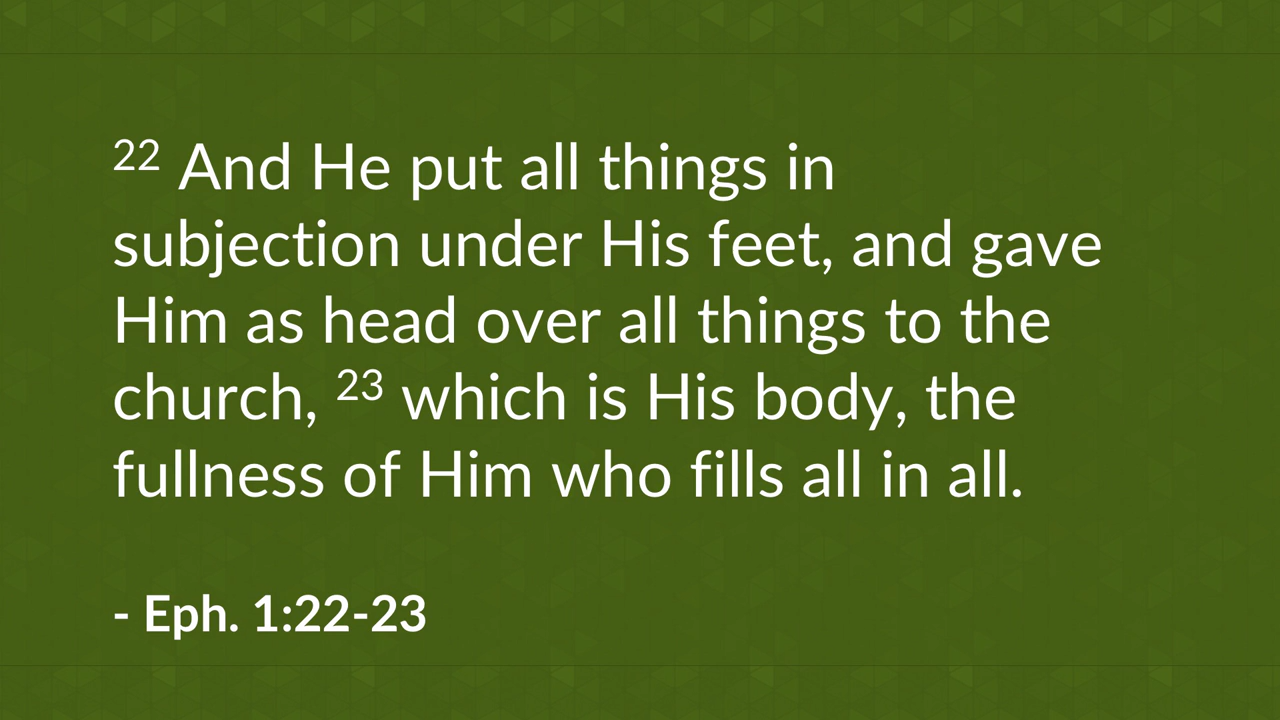 22 And He put all things in
subjection under His feet, and gave
Him as head over all things to the
church, 23 which is His body, the
fullness of Him who fills all in all.
- Eph. 1:22-23